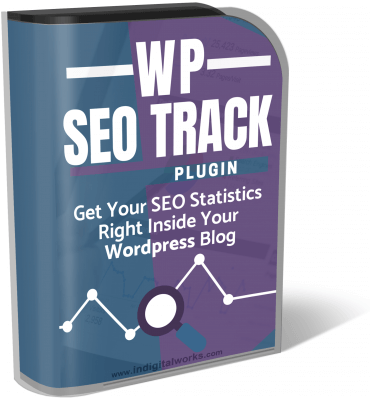 WP
SEO TRACK
PLUGIN
Get Your SEO Statistics
Right Inside Your
Wordpress Blog
www.indigitalworks.com